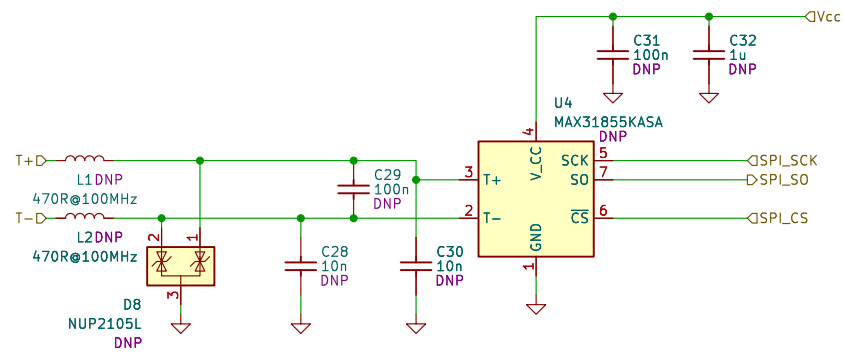 Vcc
C31
100n
DNP
C32
1u
DNP
U4
MAX31855KASA
DNP
4
V_CC
T+
L1 DNP
470R@100MHz
C29
100n
DNP
3
T+
SCK
5
SPI_SCK
SO
7
SPI_SO
T-
L2 DNP
470R@100MHz
2
T-
CS
6
SPI_CS
GND
1
2
1
3
D8
NUP2105L
DNP
C28
10n
DNP
C30
10n
DNP